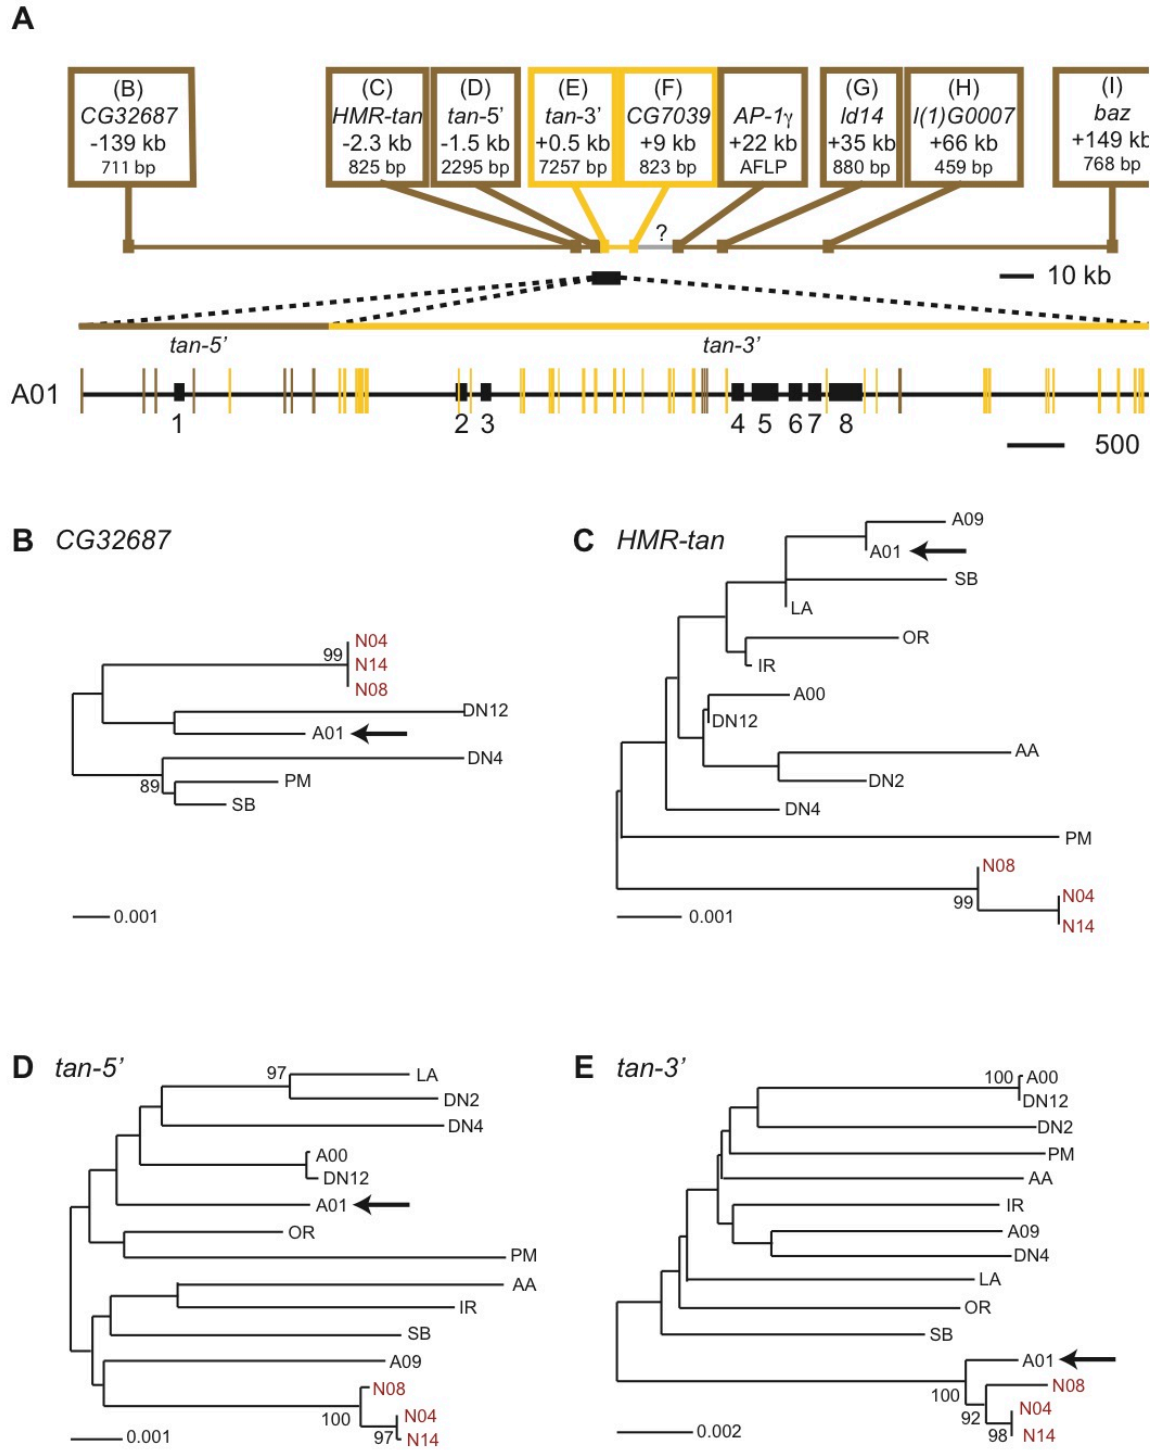 A
(B)
CG32687
-139 kb
711 bp
(C)
HMR-tan
-2.3 kb
825 bp
(D)
tan-5’
-1.5 kb
2295 bp
(E)
tan-3’
+0.5 kb
7257 bp
(F)
CG7039
+9 kb
823 bp
AP-1γ
+22 kb
AFLP
(G)
ld14
+35 kb
880 bp
(H)
l(1)G0007
+66 kb
459 bp
(I)
baz
+149 kb
768 bp
?
10 kb
tan-5’
tan-3’
A01
1
2
3
4
5
6
7
8
500
B CG32687
99
N04
N14
N08
DN12
A01
DN4
89
PM
SB
0.001
C HMR-tan
A09
A01
SB
LA
OR
IR
A00
DN12
AA
DN2
DN4
PM
N08
99
N04
N14
0.001
D tan-5’
97
LA
DN2
DN4
A00
DN12
A01
OR
PM
AA
IR
SB
A09
N08
100
N04
97
N14
0.001
E tan-3’
100
A00
DN12
DN2
PM
AA
IR
A09
DN4
LA
OR
SB
A01
100
N08
92
N04
98
N14
0.002